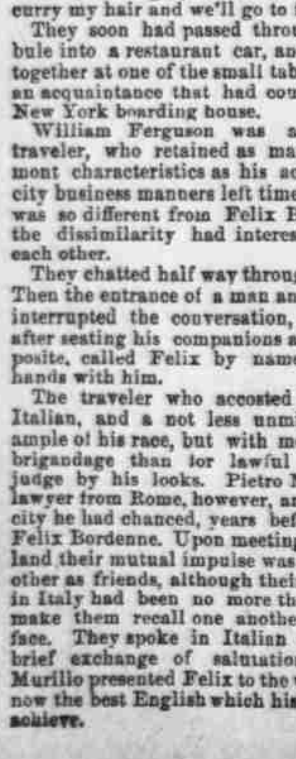 curry my hair and we'll go to
They soon had passed throu
bule into a restaurant car, an
together at one of the small tab
an acquaintance that had cou
New York boarding house.
William Ferguson was a
traveler, who retained as ma
mont characteristics as his ac
city business manners left time
was so different from Felix B
the dissimilarity had interes
each other.
They chatted half way throug
Then the entrance of a man an
interrupted the conversation,
after seating his companions a
posite, called Felix by name
hands with him.
The traveler who accosted
Italian, and a not less unmi
ample of his race, but with m
brigandage than for lawful
judge by his looks. Pietro M
lawyer from Rome, however, an
city he had chanced, years bef
Felix Bordenne. Upon meeting
land their mutual impulse was
other as friends, although thei
in Italy had been no more th
make them recall one anothe
face. They spoke in Italian
brief exchange of salutation
Murillo presented Felix to the
now the best English which his
achieve.